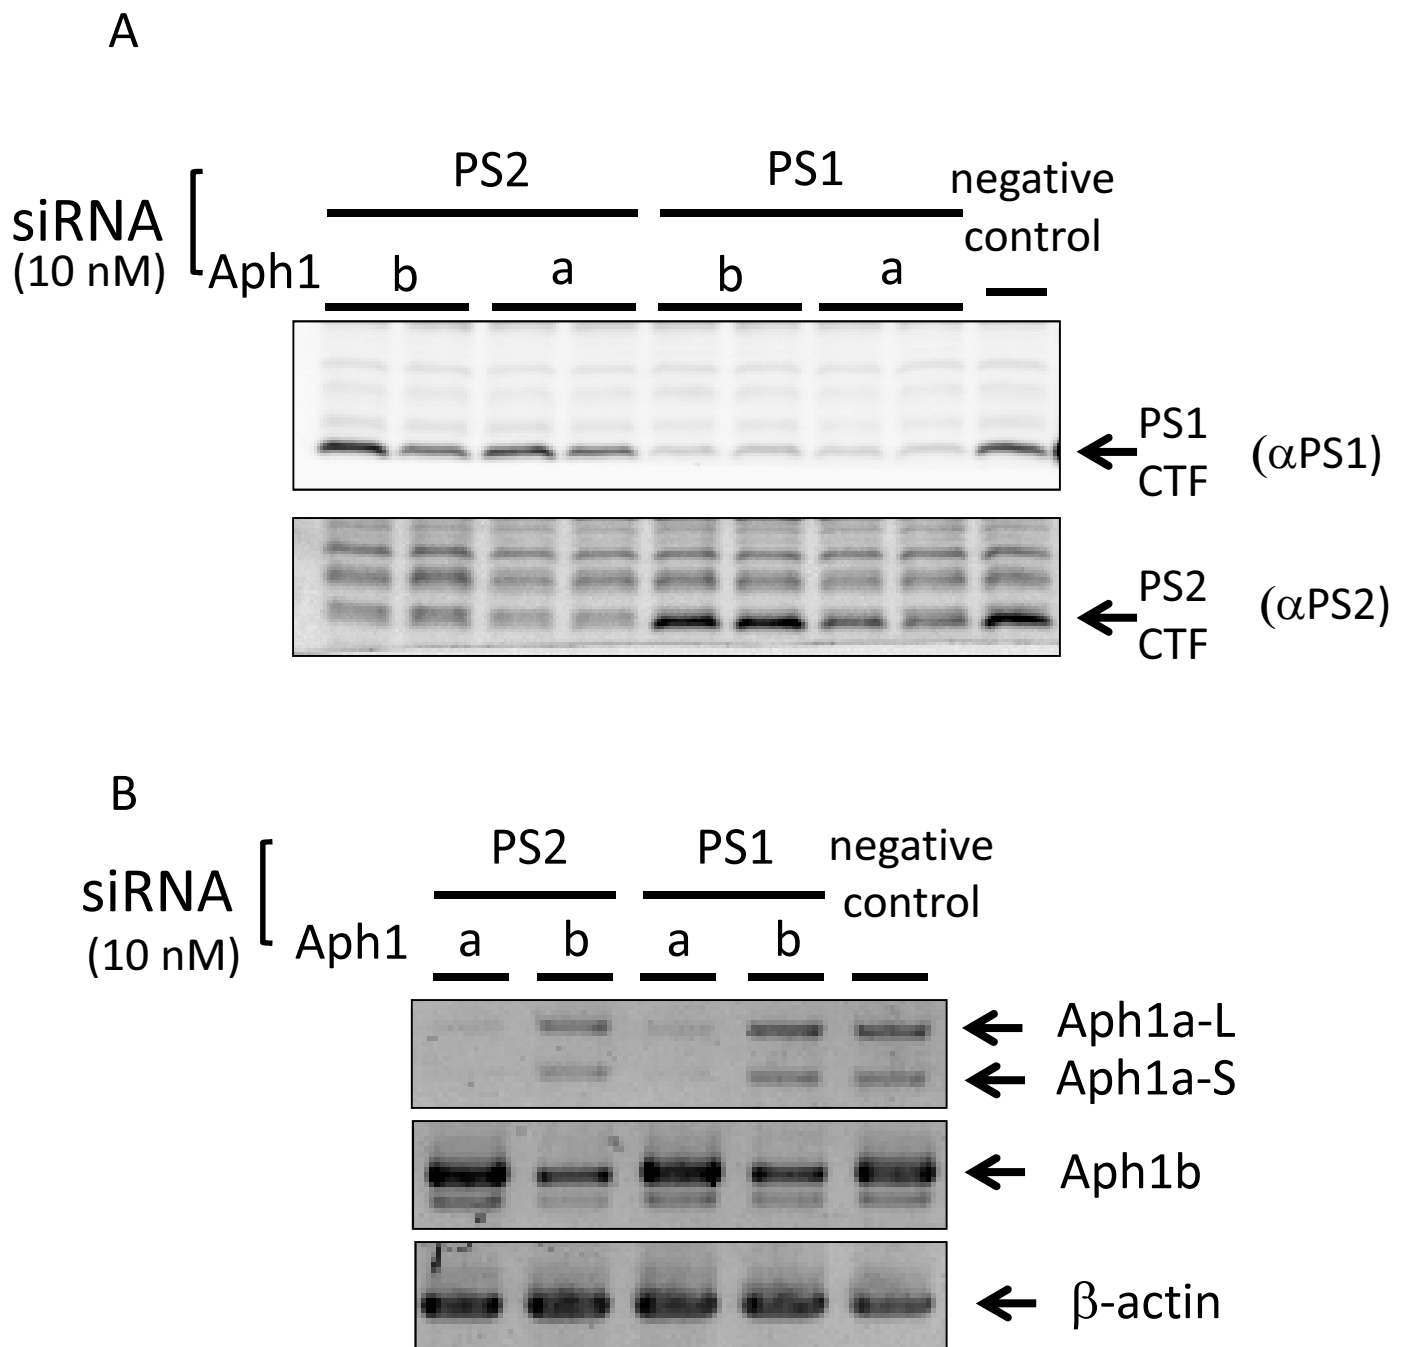 A
PS2
PS1
negative
control
siRNA
(10 nM)
Aph1
b
a
b
a
PS1
CTF
(αPS1)
PS2
CTF
(αPS2)
B
PS2
PS1
negative
control
siRNA
(10 nM)
Aph1
a
b
a
b
Aph1a-L
Aph1a-S
Aph1b
β-actin